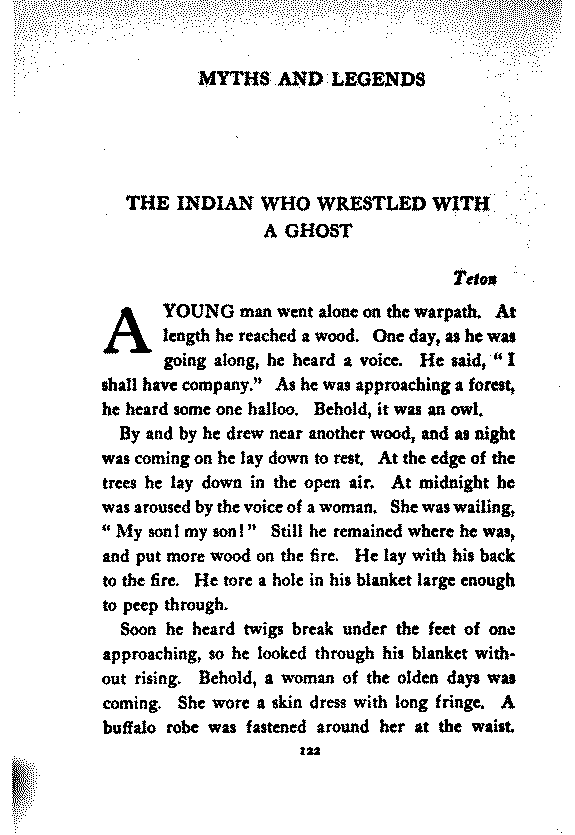 MYTHS AND LEGENDS
THE INDIAN WHO WRESTLED WITH
A GHOST
Teton
A YOUNG man went alone on the warpath. At
length he reached a wood. One day, as he was
going along, he heard a voice. He said, “ I
shall have company.” As he was approaching a forest,
he heard some one halloo. Behold, it was an owl.
By and by he drew near another wood, and as night
was coming on he lay down to rest. At the edge of the
trees he lay down in the open air. At midnight he
was aroused by the voice of a woman. She was wailing,
“ My son! my son! ” Still he remained where he was,
and put more wood on the fire. He lay with his back
to the fire. He tore a hole in his blanket large enough
to peep through.
Soon he heard twigs break under the feet of one
approaching, so he looked through his blanket with-
out rising. Behold, a woman of the olden days was
coming. She wore a skin dress with long fringe. A
buffalo robe was fastened around her at the waist.
122